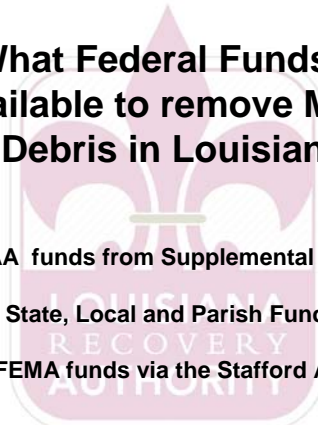 What Federal Funds
ailable to remove M
Debris in Louisian
AA funds from Supplemental
State, Local and Parish Fund
FEMA funds via the Stafford A
LOUISIANA
RECOVERY
AUTHORITY